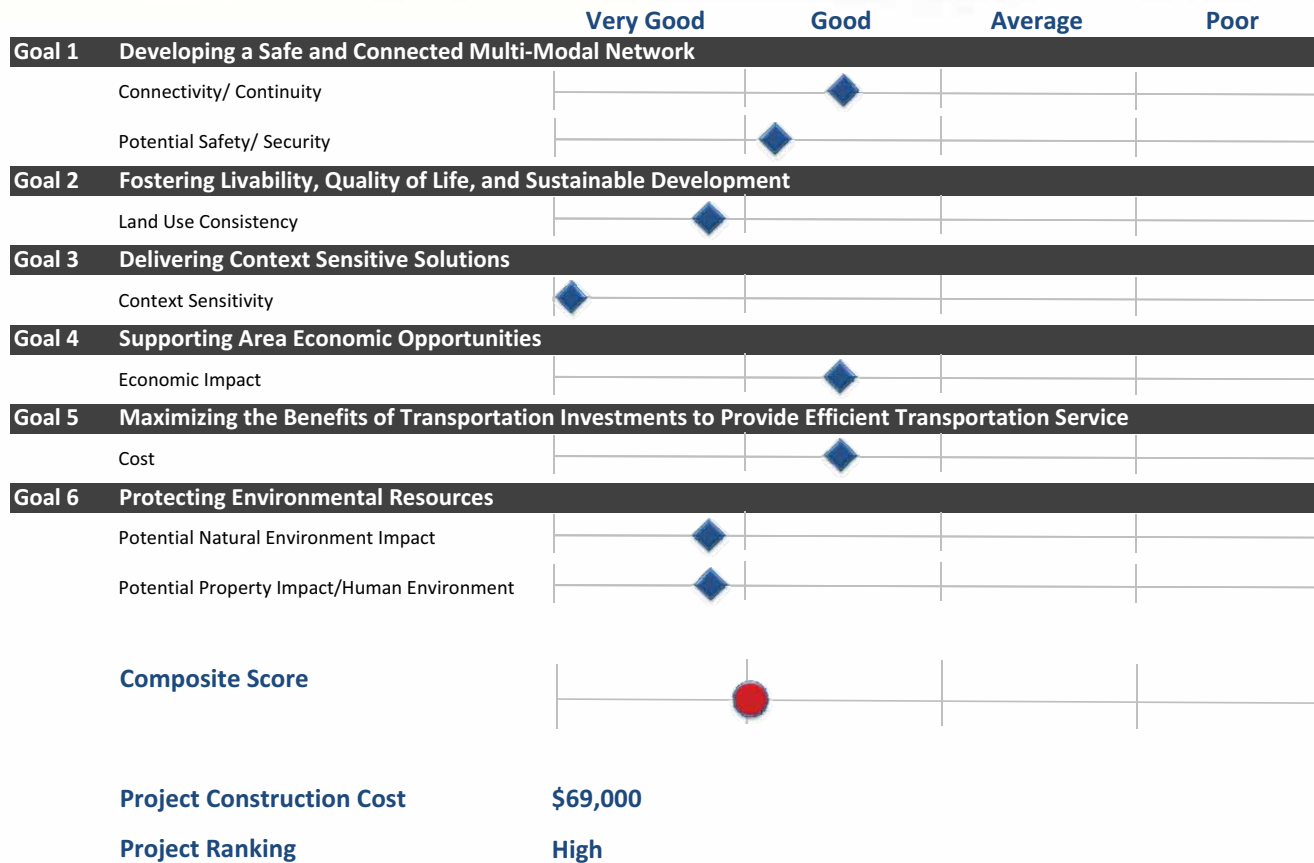 Very Good Good Average Poor
Goal 1 Developing a Safe and Connected Multi-Modal Network
Connectivity/ Continuity
Potential Safety/ Security
Goal 2 Fostering Livability, Quality of Life, and Sustainable Development
Land Use Consistency
Goal 3 Delivering Context Sensitive Solutions
Context Sensitivity
Goal 4 Supporting Area Economic Opportunities
Economic Impact
Goal 5 Maximizing the Benefits of Transportation Investments to Provide Efficient Transportation Service
Cost
Goal 6 Protecting Environmental Resources
Potential Natural Environment Impact
Potential Property Impact/Human Environment
Composite Score
Project Construction Cost $69,000
Project Ranking High